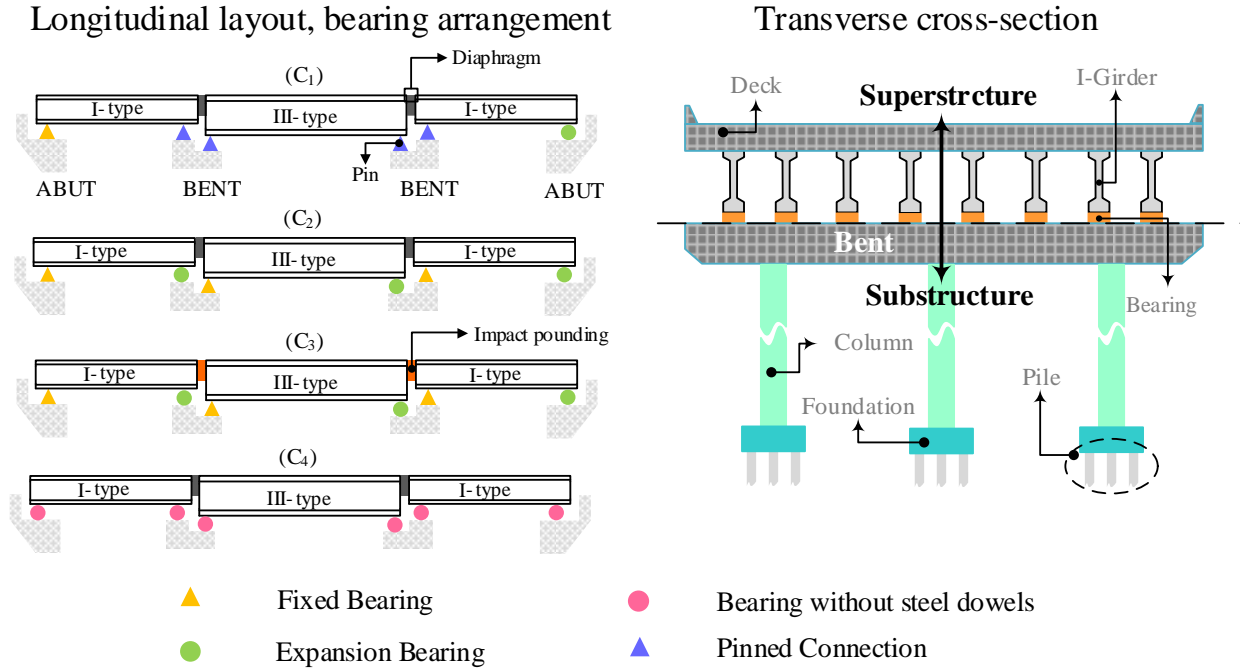 Longitudinal layout, bearing arrangement
(C1)
Diaphragm
I-type
III-type
I-type
Pin
ABUT
BENT
BENT
ABUT
(C2)
I-type
III-type
I-type
(C3)
Impact pounding
I-type
III-type
I-type
(C4)
I-type
III-type
I-type
Transverse cross-section
Deck
Superstrcture
I-Girder
Bent
Substructure
Bearing
Column
Pile
Foundation
Fixed Bearing
Bearing without steel dowels
Expansion Bearing
Pinned Connection